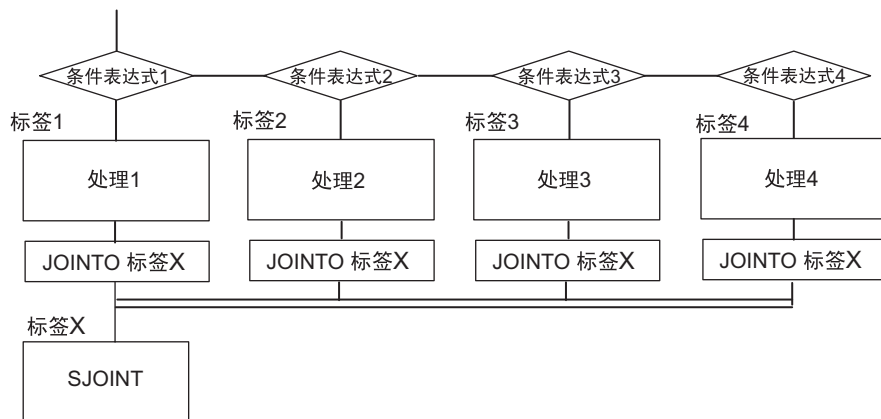 条件表达式1
条件表达式2
条件表达式3
条件表达式4
标签1
标签2
标签3
标签4
处理1
处理2
处理3
处理4
JOINTO 标签X
JOINTO 标签X
JOINTO 标签X
JOINTO 标签X
标签X
SJOINT